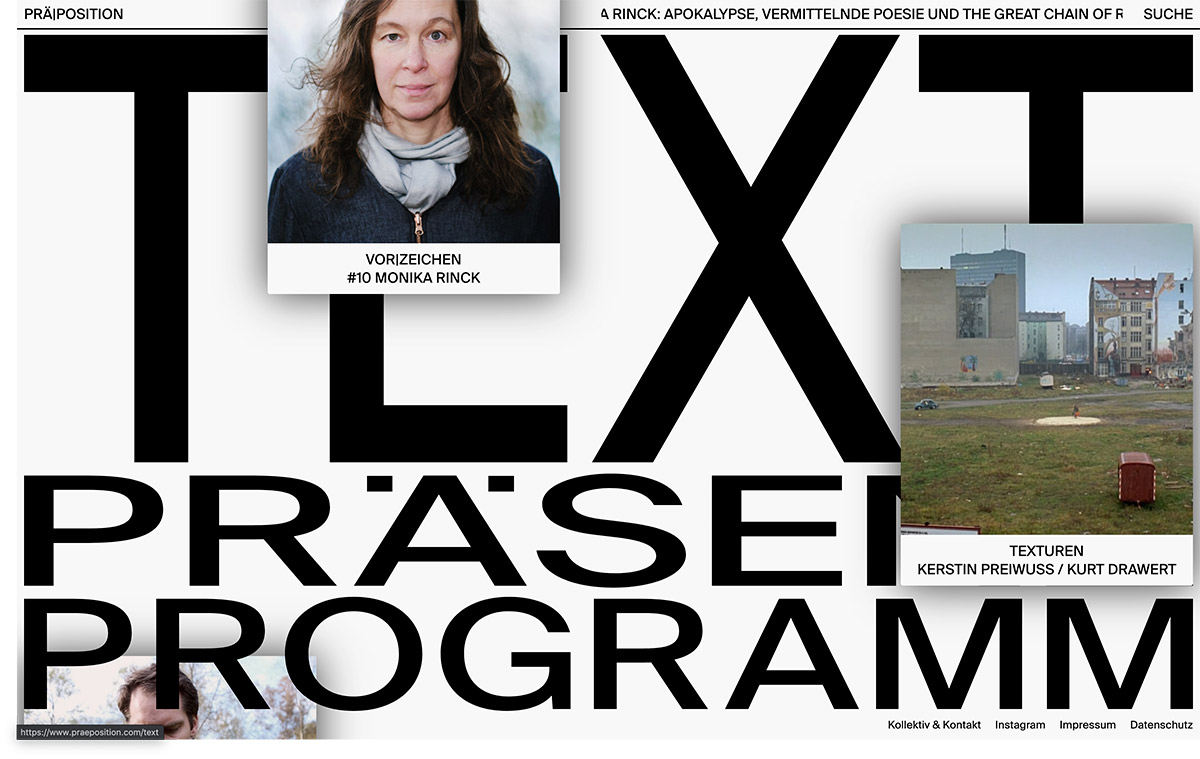 PRÄ|POSITION
A RINCK: APOKALYPSE, VERMITTELNDE POESIE UND THE GREAT CHAIN OF
SUCHE
TEXT
VOR|ZEICHEN
#10 MONIKA RINCK
PRÄSEN
TEXTUREN
KERSTIN PREIWUSS / KURT DRAWERT
PROGRAMM
Kollektiv & Kontakt Instagram Impressum Datenschutz
https://www.praeposition.com/text